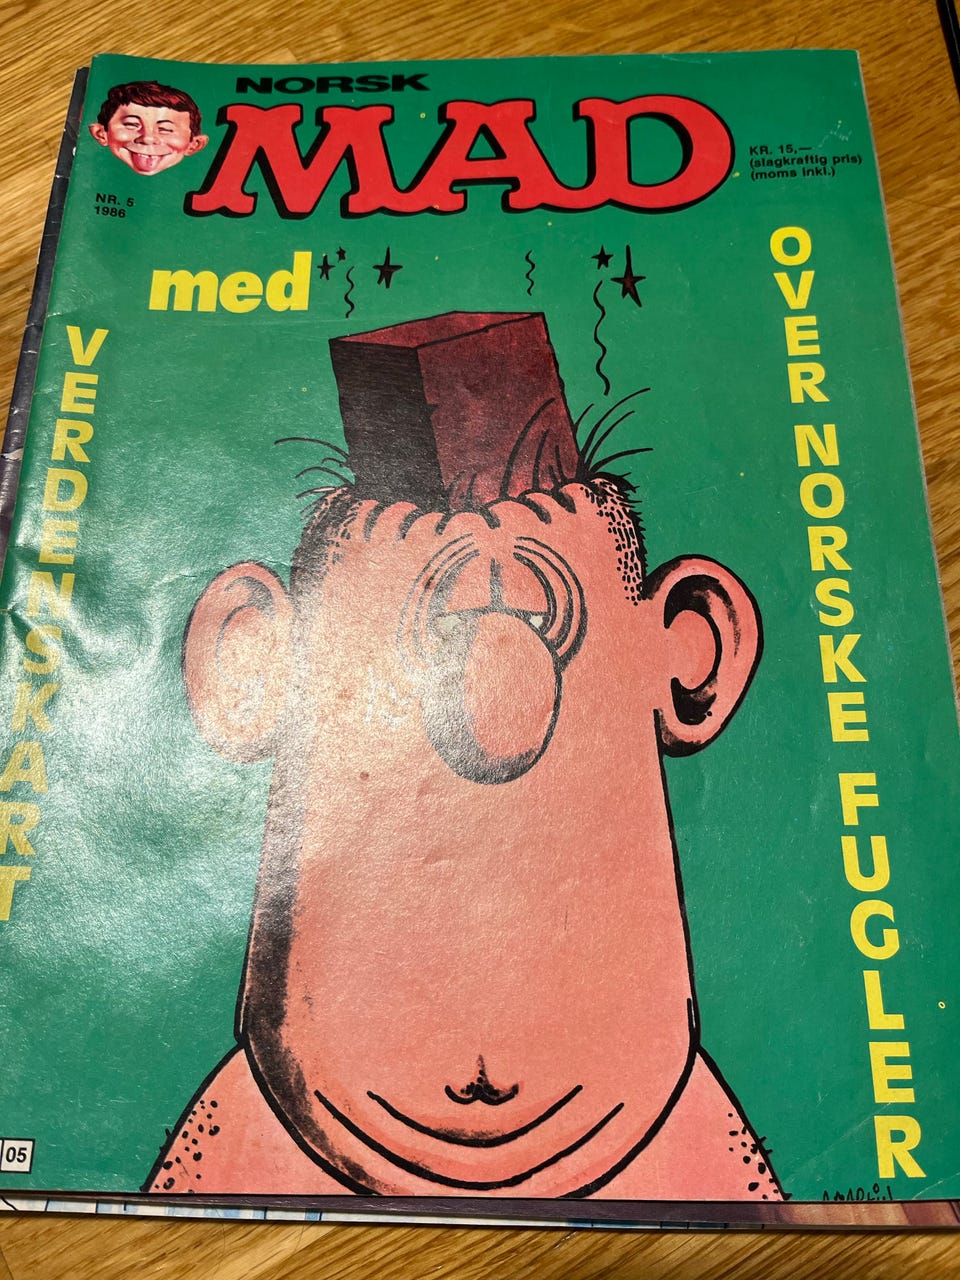 NORSK
MAD
KR. 15,—
(slagkraftig pris)
(moms inkl.)
NR. 5
1986
med
VERDENSKART
OVER NORSKE FUGLER
05